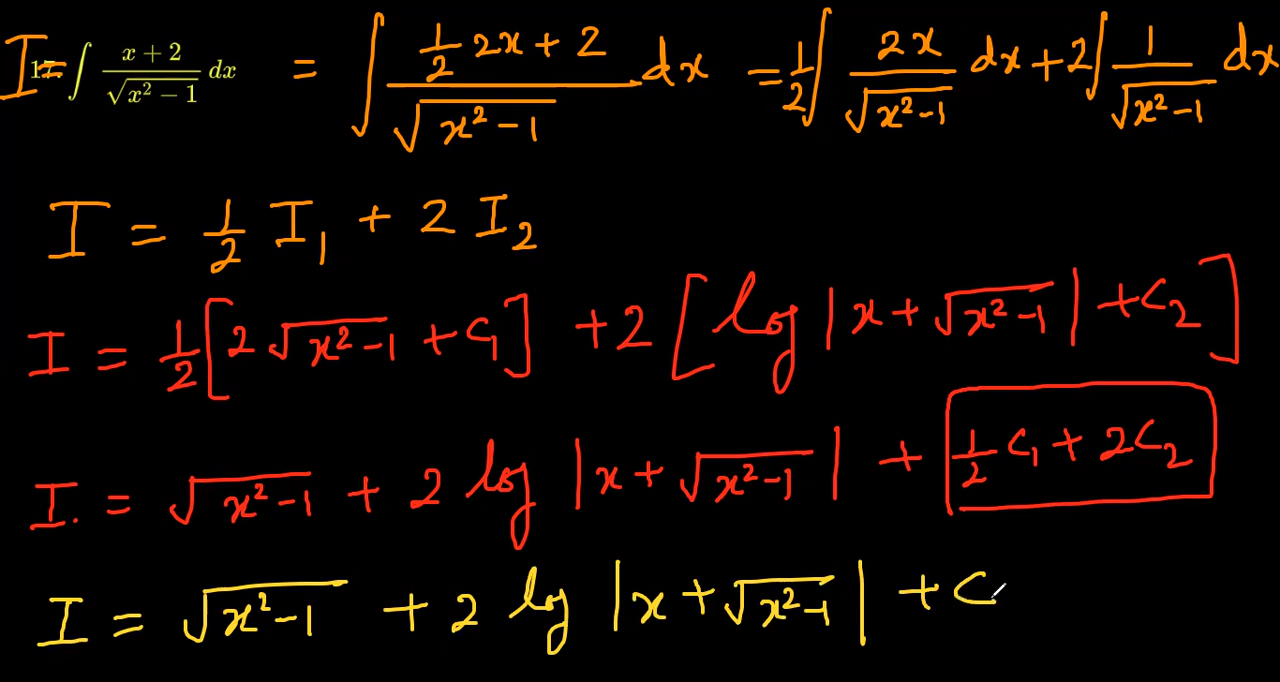 I = ∫ (x + 2)/√(x² − 1) dx = ∫ (1/2 2x + 2)/√(x² − 1) dx = 1/2 ∫ 2x/√(x² − 1) dx + 2 ∫ 1/√(x² − 1) dx
I = 1/2 I₁ + 2 I₂
I = 1/2 [2 √(x² − 1) + C₁] + 2 [log |x + √(x² − 1)| + C₂]
I. = √(x² − 1) + 2 log |x + √(x² − 1)| + 1/2 C₁ + 2C₂
I = √(x² − 1) + 2 log |x + √(x² − 1)| + C